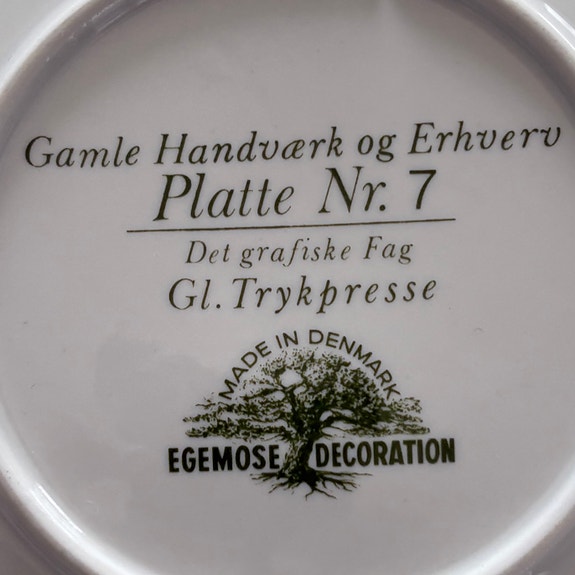 Gamle Handværk og Erhverv
Platte Nr. 7
Det grafiske Fag
Gl. Trykpresse
MADE IN DENMARK
EGEMOSE DECORATION